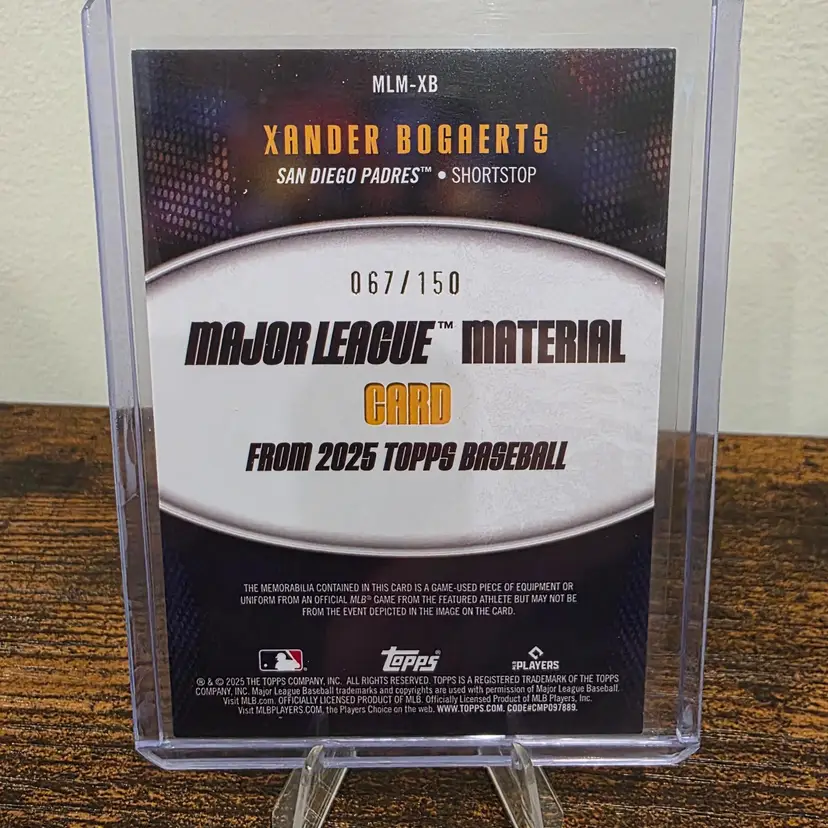 MLM-XB
XANDER BOGAERTS
SAN DIEGO PADRES™ • SHORTSTOP
067/150
MAJOR LEAGUE™ MATERIAL
CARD
FROM 2025 TOPPS BASEBALL
THE MEMORABILIA CONTAINED IN THIS CARD IS A GAME-USED PIECE OF EQUIPMENT OR
UNIFORM FROM AN OFFICIAL MLB® GAME FROM THE FEATURED ATHLETE BUT MAY NOT BE
FROM THE EVENT DEPICTED IN THE IMAGE ON THE CARD.
topps® PLAYERS
® & © 2025 THE TOPPS COMPANY, INC. ALL RIGHTS RESERVED. TOPPS IS A REGISTERED TRADEMARK OF THE TOPPS
COMPANY, INC. Major League Baseball trademarks and copyrights are used with permission of Major League Baseball.
Visit MLB.com. OFFICIALLY LICENSED PRODUCT OF MLB. Officially Licensed Product of MLB Players, Inc.
Visit MLBPLAYERS.COM, the Players Choice on the web. WWW.TOPPS.COM. CODE#CMP097889.